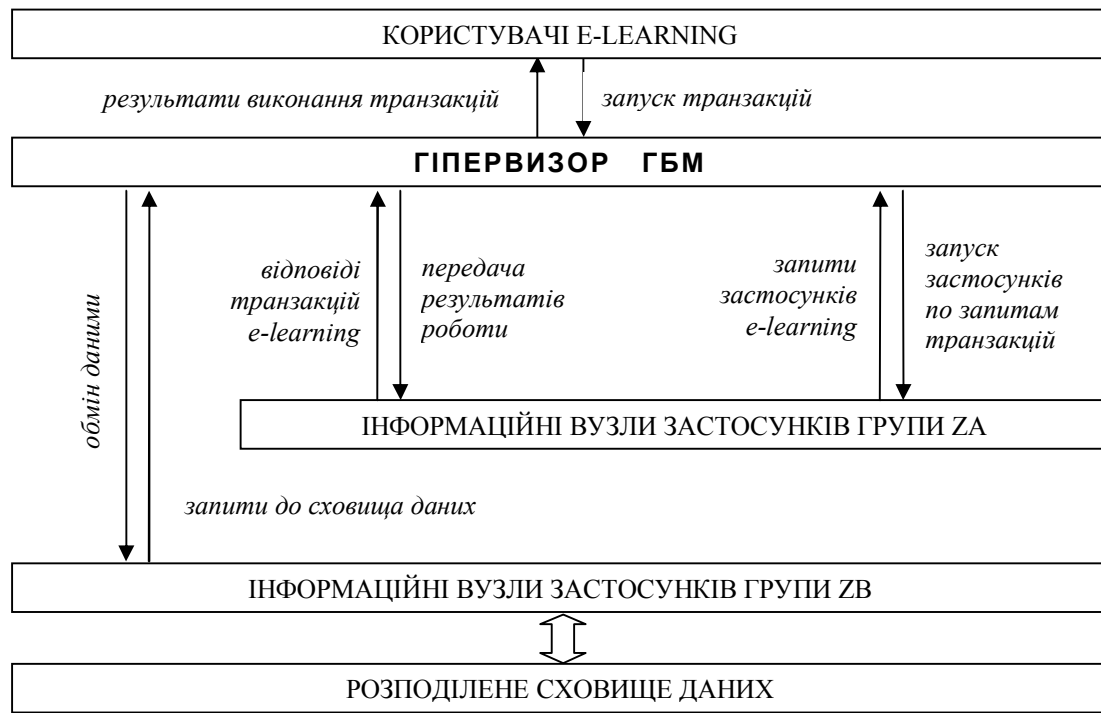 КОРИСТУВАЧІ E-LEARNING
результати виконання транзакцій
запуск транзакцій
ГІПЕРВИЗОР ГБМ
обмін даними
відповіді
транзакцій
e-learning
передача
результатів
роботи
запити
застосунків
e-learning
запуск
застосунків
по запитам
транзакцій
ІНФОРМАЦІЙНІ ВУЗЛИ ЗАСТОСУНКІВ ГРУПИ ZA
запити до сховища даних
ІНФОРМАЦІЙНІ ВУЗЛИ ЗАСТОСУНКІВ ГРУПИ ZB
РОЗПОДІЛЕНЕ СХОВИЩЕ ДАНИХ